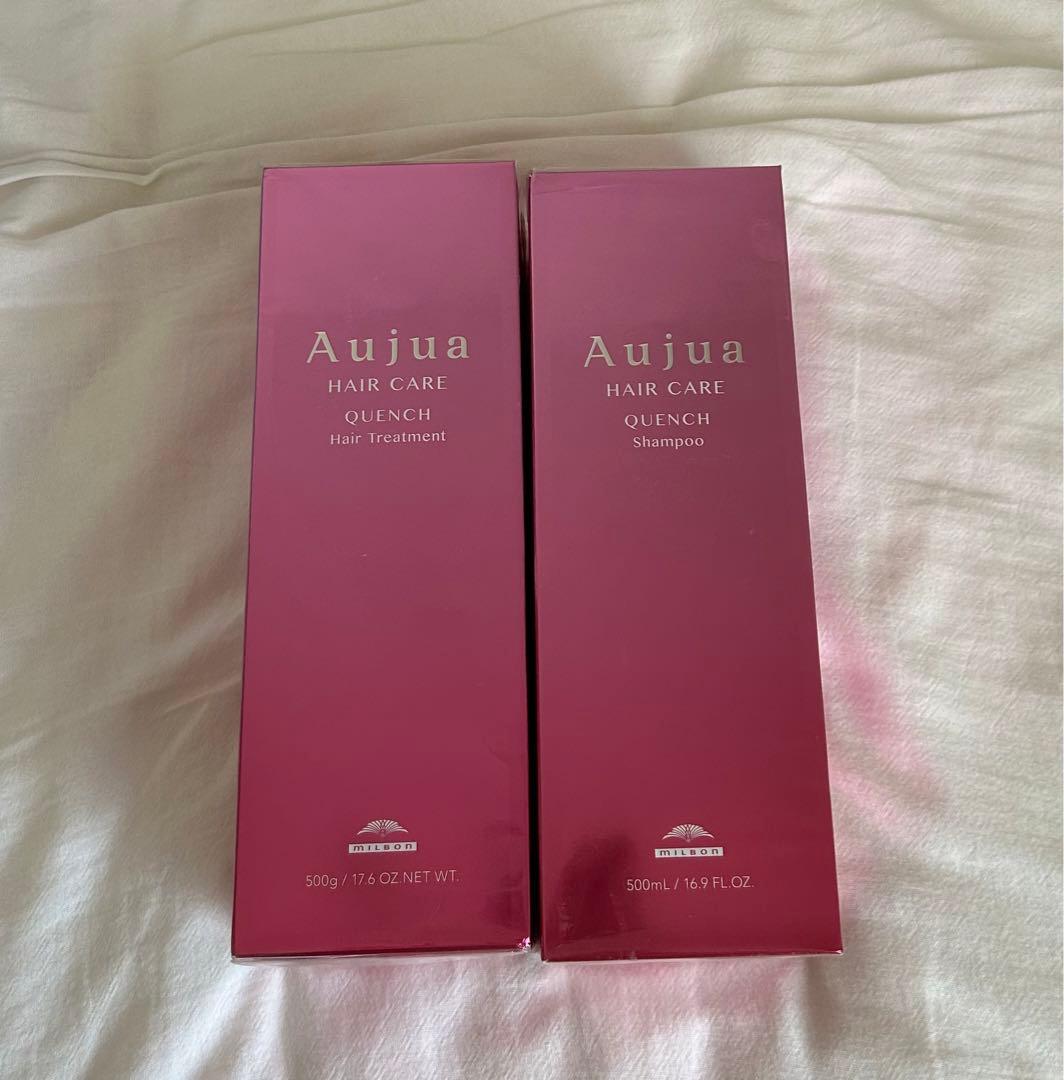 Aujua
HAIR CARE
QUENCH
Hair Treatment
MILBON
500g / 17.6 OZ.NET WT.
Aujua
HAIR CARE
QUENCH
Shampoo
MILBON
500mL / 16.9 FL.OZ.